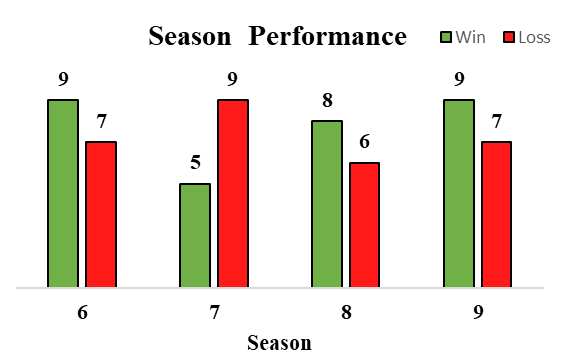 Season Performance
Win Loss
9 7 5 9 8 6 9 7
6 7 8 9
Season